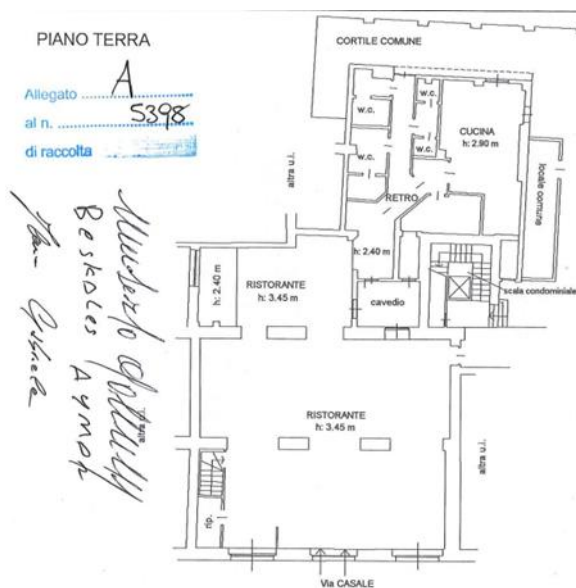 PIANO TERRA
Allegato A
al n. 5398
di raccolta
CORTILE COMUNE
w.c.
w.c.
w.c.
w.c.
CUCINA
h: 2.90 m
altra u.i.
locale comune
RETRO
h: 2.40 m
scala condominiale
h: 2.40 m
RISTORANTE
h: 3.45 m
cavedio
RISTORANTE
h: 3.45 m
altra u.i.
altra u.i.
rip.
Via CASALE